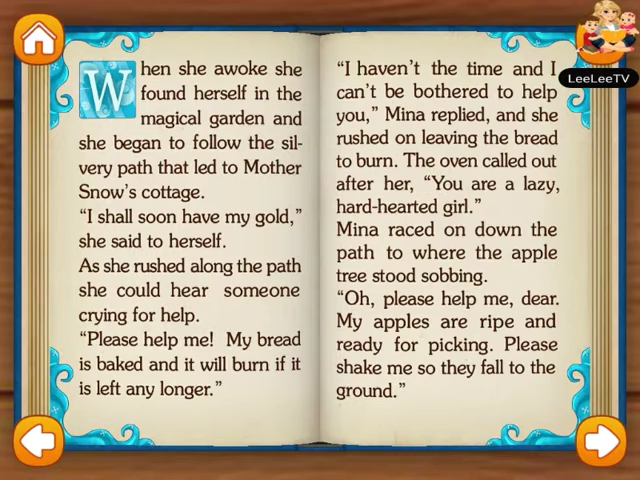 When she awoke she
found herself in the
magical garden and
she began to follow the sil-
very path that led to Mother
Snow's cottage.
“I shall soon have my gold,”
she said to herself.
As she rushed along the path
she could hear someone
crying for help.
“Please help me! My bread
is baked and it will burn if it
is left any longer.”
“I haven't the time and I
can't be bothered to help
you,” Mina replied, and she
rushed on leaving the bread
to burn. The oven called out
after her, “You are a lazy,
hard-hearted girl.”
Mina raced on down the
path to where the apple
tree stood sobbing.
“Oh, please help me, dear.
My apples are ripe and
ready for picking. Please
shake me so they fall to the
ground.”
LeeLeeTV